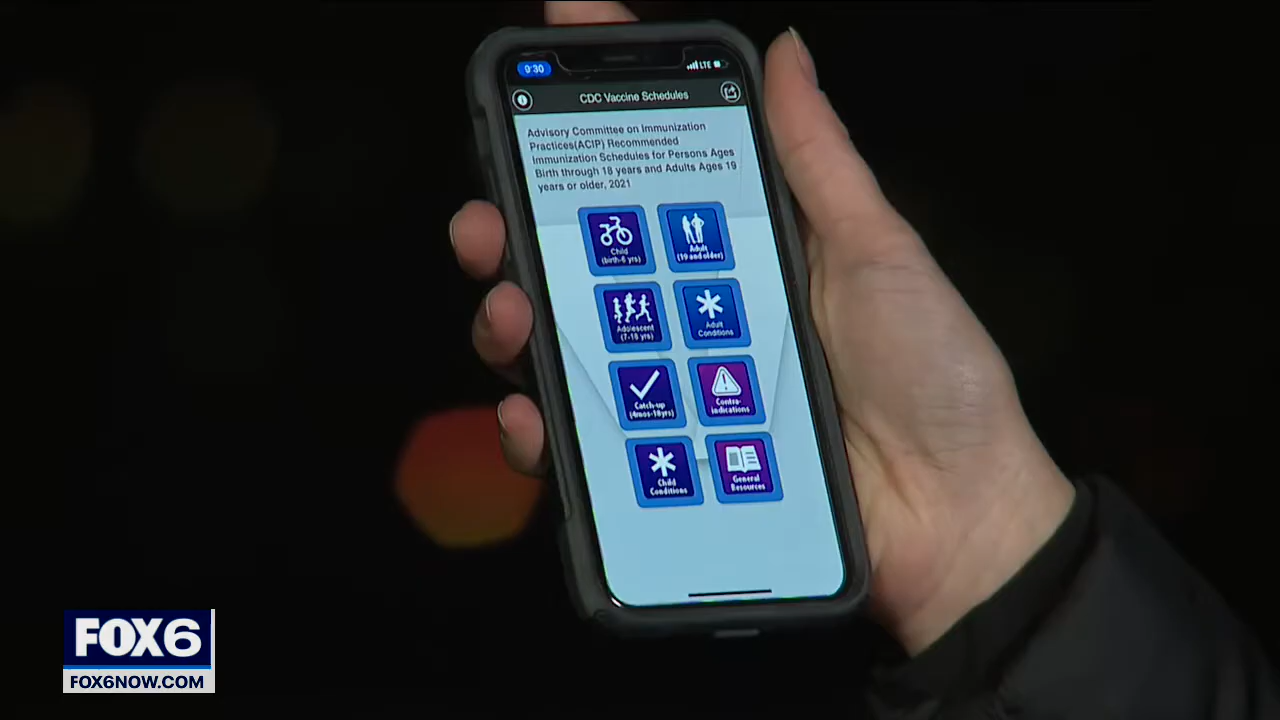 9:30
LTE
CDC Vaccine Schedules
Advisory Committee on Immunization
Practices(ACIP) Recommended
Immunization Schedules for Persons Ages
Birth through 18 years and Adults Ages 19
years or older, 2021
Child
(birth-6 yrs)
Adult
(19 and older)
Adolescent
(7-18 yrs)
Adult
Conditions
Catch-up
(4mos-18yrs)
Contra-
indications
Child
Conditions
General
Resources
FOX6
FOX6NOW.COM